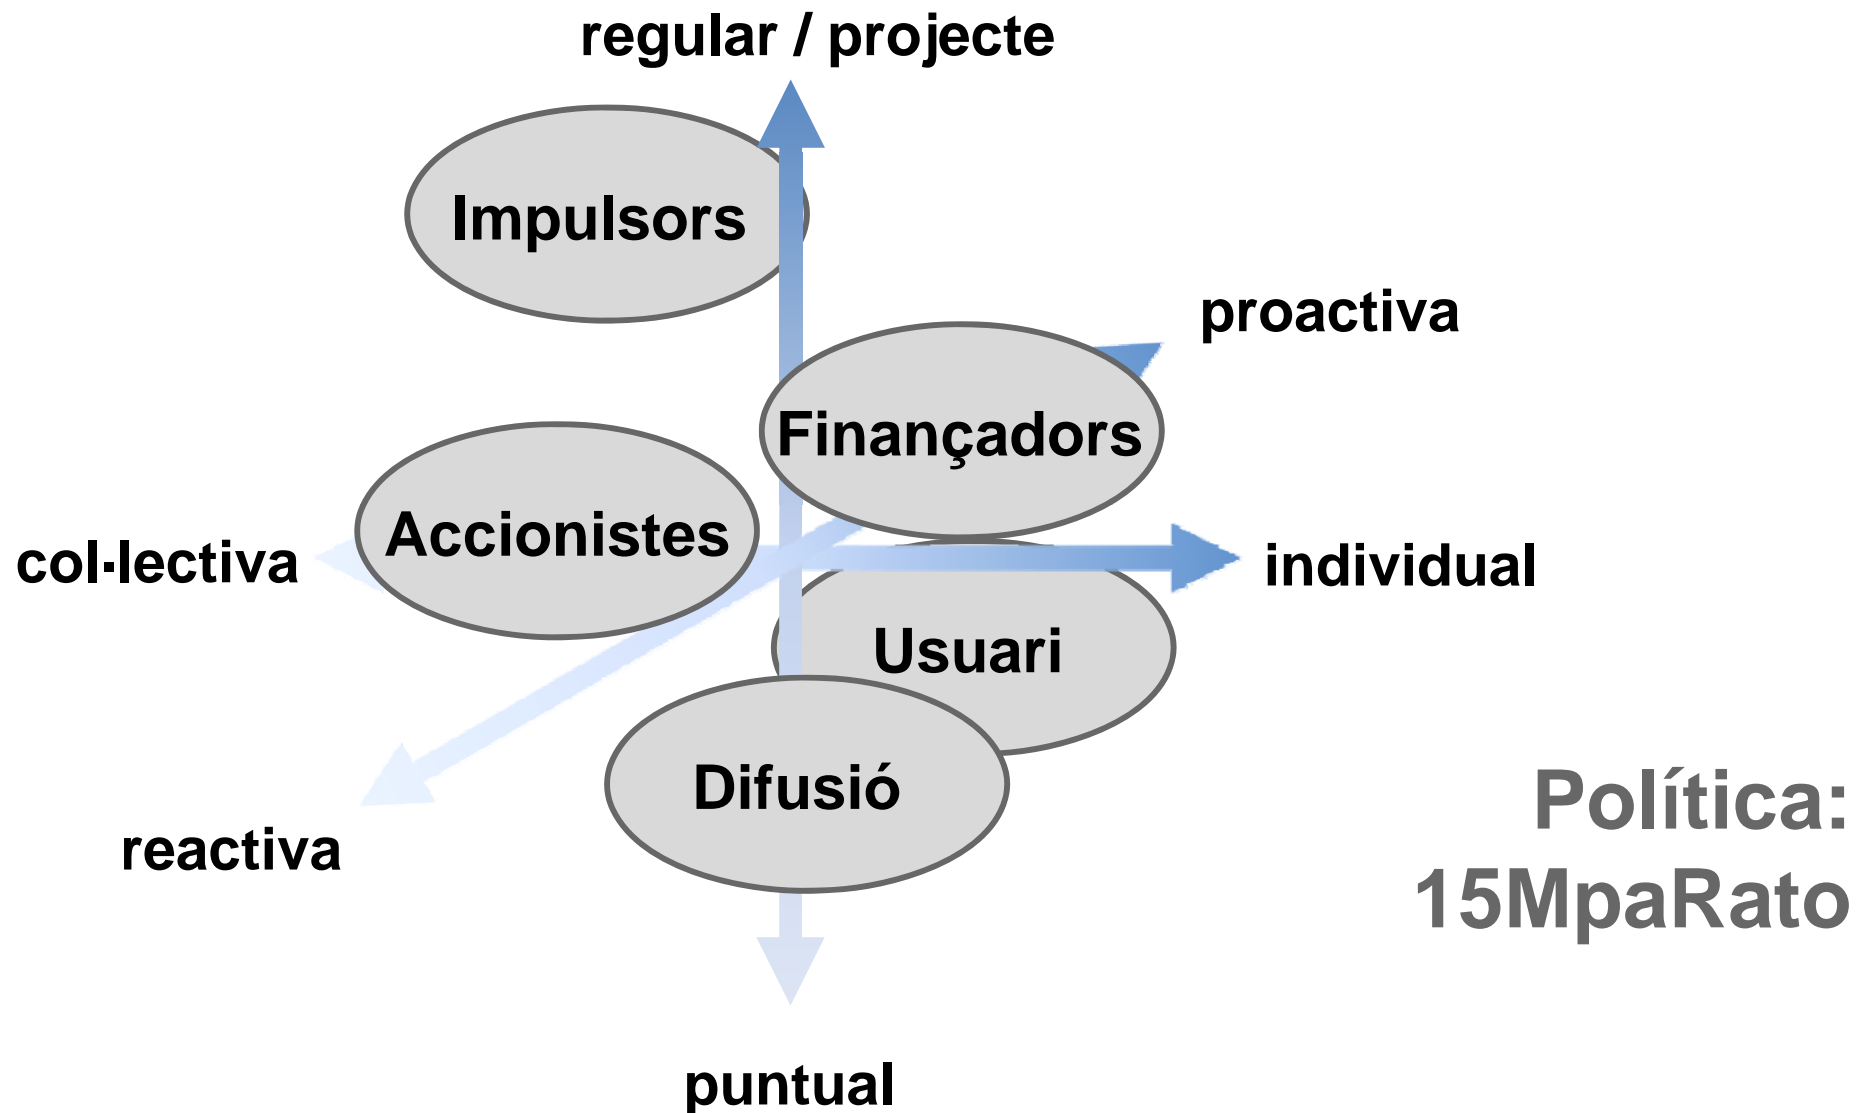 regular / projecte
Impulsors
proactiva
Finançadors
Accionistes
col·lectiva
individual
Usuari
Difusió
reactiva
Política:
15MpaRato
puntual